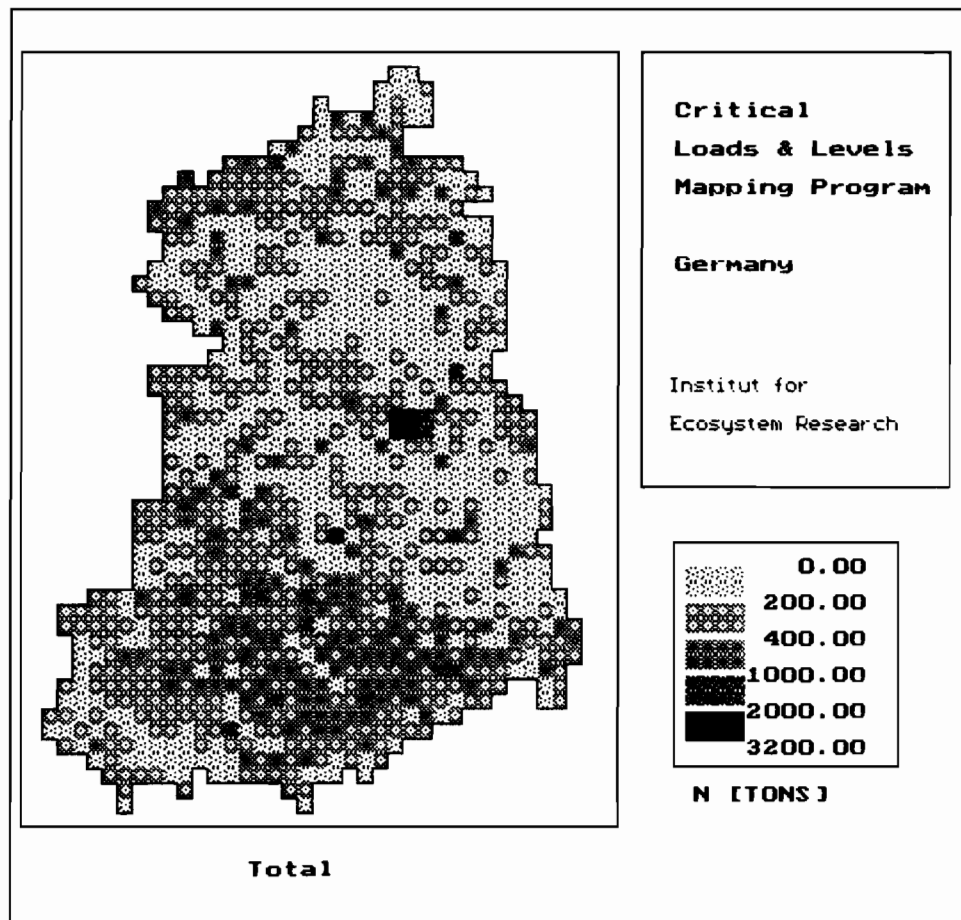 Critical
Loads & Levels
Mapping Program
Germany
Institut for
Ecosystem Research
0.00
200.00
400.00
1000.00
2000.00
3200.00
N [TONS]
Total